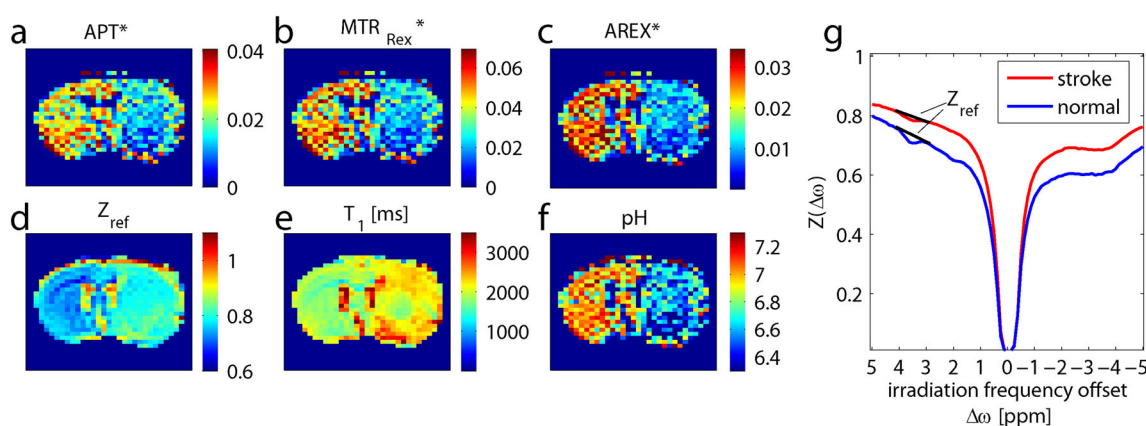 a APT*
0.04
0.02
0
b MTR Rex *
0.06
0.04
0.02
0
c AREX*
0.03
0.02
0.01
d Z ref
1
0.8
0.6
e T 1 [ms]
3000
2000
1000
f pH
7.2
7
6.8
6.6
6.4
g
1
0.8
0.6
0.4
0.2
Z(Δω)
Z ref
stroke
normal
5 4 3 2 1 0 −1 −2 −3 −4 −5
irradiation frequency offset
Δω [ppm]